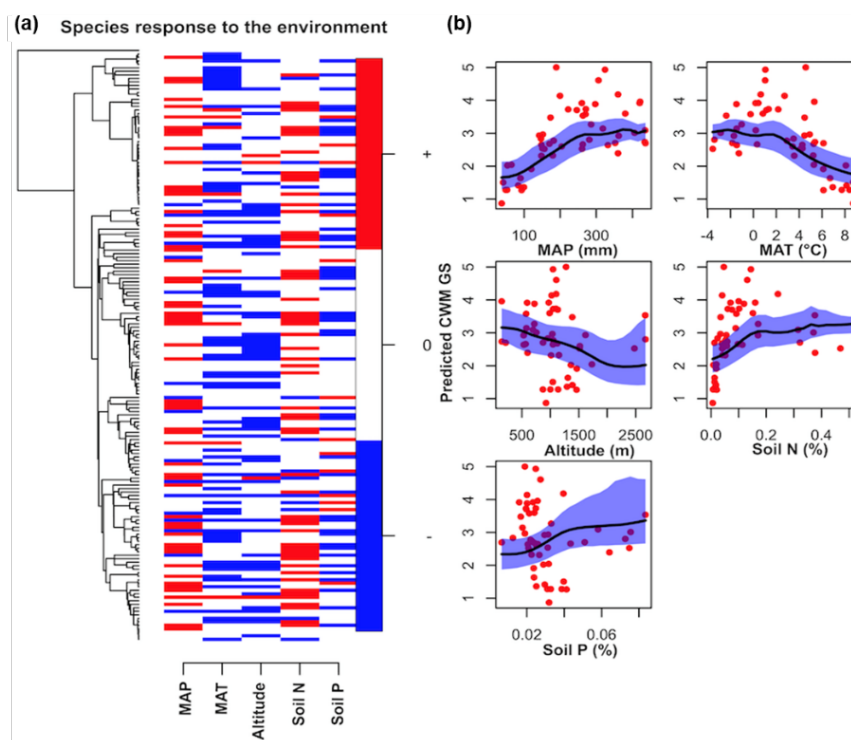 (a) Species response to the environment
+
0
-
MAP
MAT
Altitude
Soil N
Soil P
(b)
Predicted CWM GS
5
4
3
2
1
100 300
MAP (mm)
5
4
3
2
1
-4 0 4 8
MAT (°C)
5
4
3
2
1
500 1500 2500
Altitude (m)
5
4
3
2
1
0.0 0.2 0.4
Soil N (%)
5
4
3
2
1
0.02 0.06
Soil P (%)